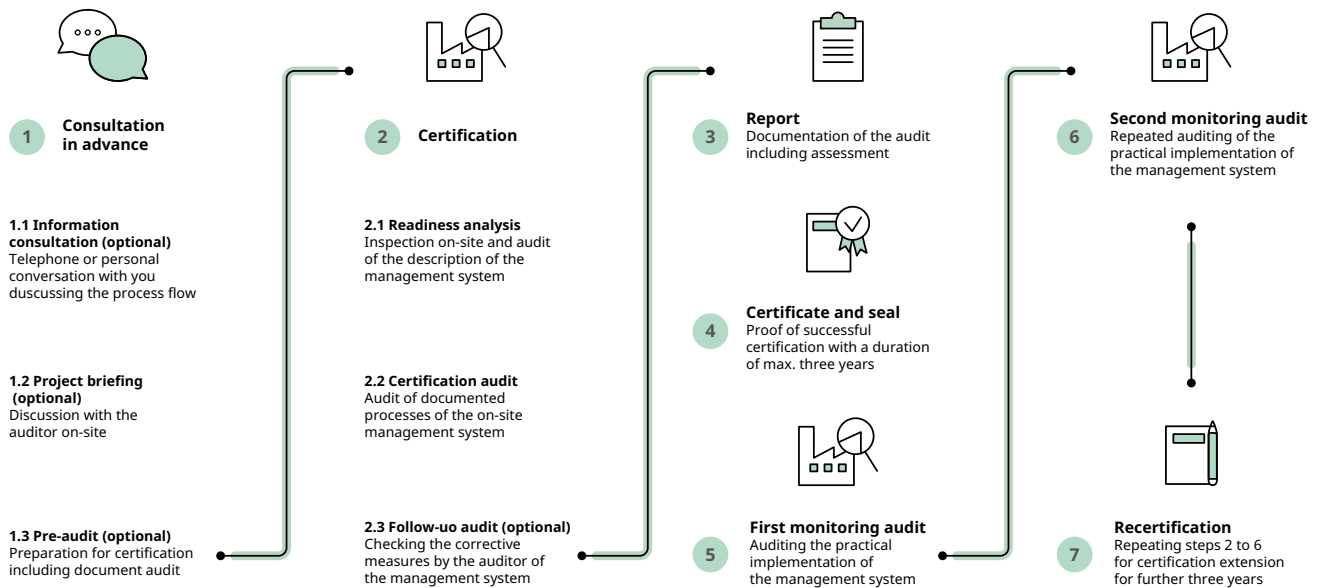 1
Consultation
in advance
1.1 Information
consultation (optional)
Telephone or personal
conversation with you
duscussing the process flow
1.2 Project briefing
(optional)
Discussion with the
auditor on-site
1.3 Pre-audit (optional)
Preparation for certification
including document audit
2
Certification
2.1 Readiness analysis
Inspection on-site and audit
of the description of the
management system
2.2 Certification audit
Audit of documented
processes of the on-site
management system
2.3 Follow-uo audit (optional)
Checking the corrective
measures by the auditor of
the management system
3
Report
Documentation of the audit
including assessment
4
Certificate and seal
Proof of successful
certification with a duration
of max. three years
5
First monitoring audit
Auditing the practical
implementation of
the management system
6
Second monitoring audit
Repeated auditing of the
practical implementation of
the management system
7
Recertification
Repeating steps 2 to 6
for certification extension
for further three years